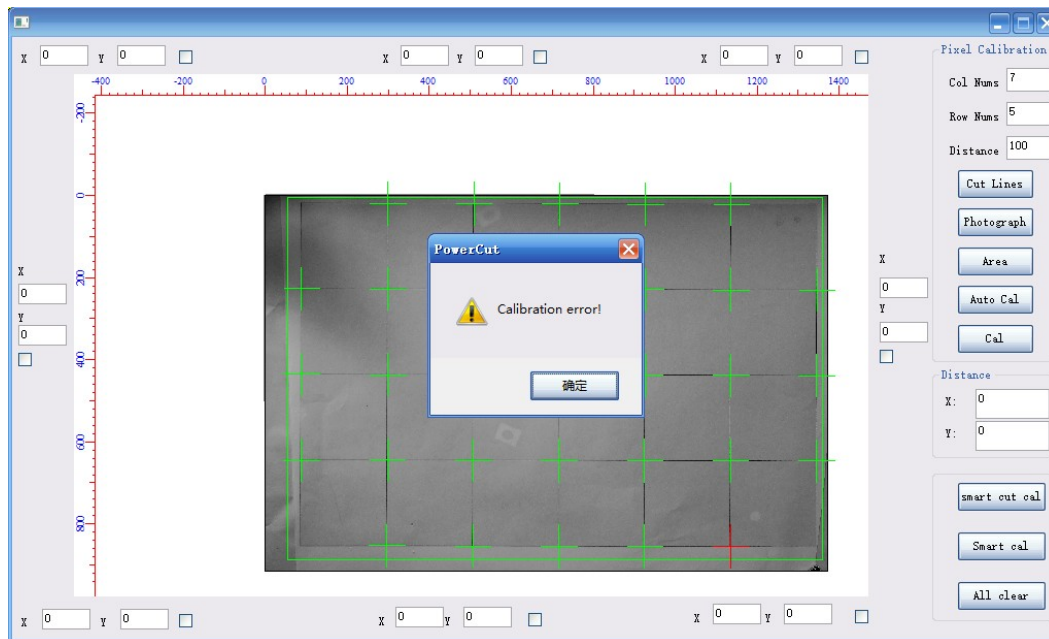 X 0 Y 0 X 0 Y 0 X 0 Y 0
Pixel Calibration
-400 -200 0 200 400 600 800 1000 1200 1400
Col Nums 7
-200
Row Nums 5
Distance 100
Cut Lines
0
Photograph
PowerCut
X
0
Y
0
200
Calibration error!
X
0
Y
0
Area
Auto Cal
Cal
400
确定
Distance
X: 0
Y: 0
600
smart cut cal
800
Smart cal
All clear
X 0 Y 0 X 0 Y 0 X 0 Y 0